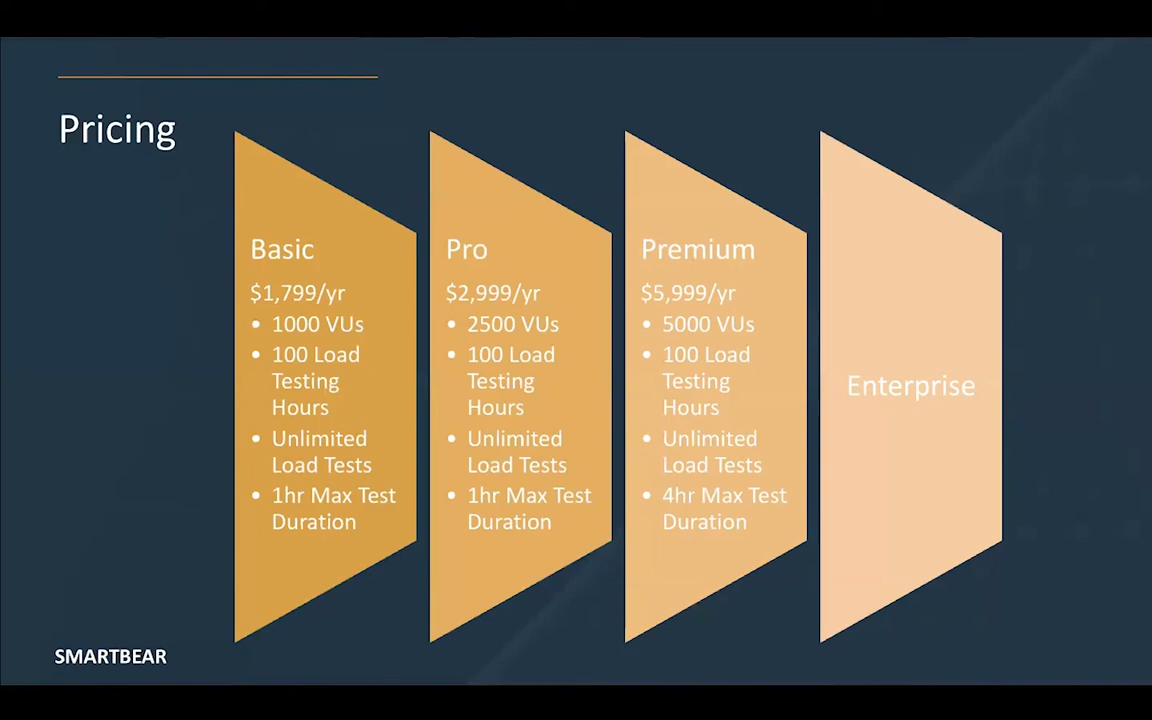 Pricing
Basic
$1,799/yr
• 1000 VUs
• 100 Load
Testing
Hours
• Unlimited
Load Tests
• 1hr Max Test
Duration
Pro
$2,999/yr
• 2500 VUs
• 100 Load
Testing
Hours
• Unlimited
Load Tests
• 1hr Max Test
Duration
Premium
$5,999/yr
• 5000 VUs
• 100 Load
Testing
Hours
• Unlimited
Load Tests
• 4hr Max Test
Duration
Enterprise
SMARTBEAR